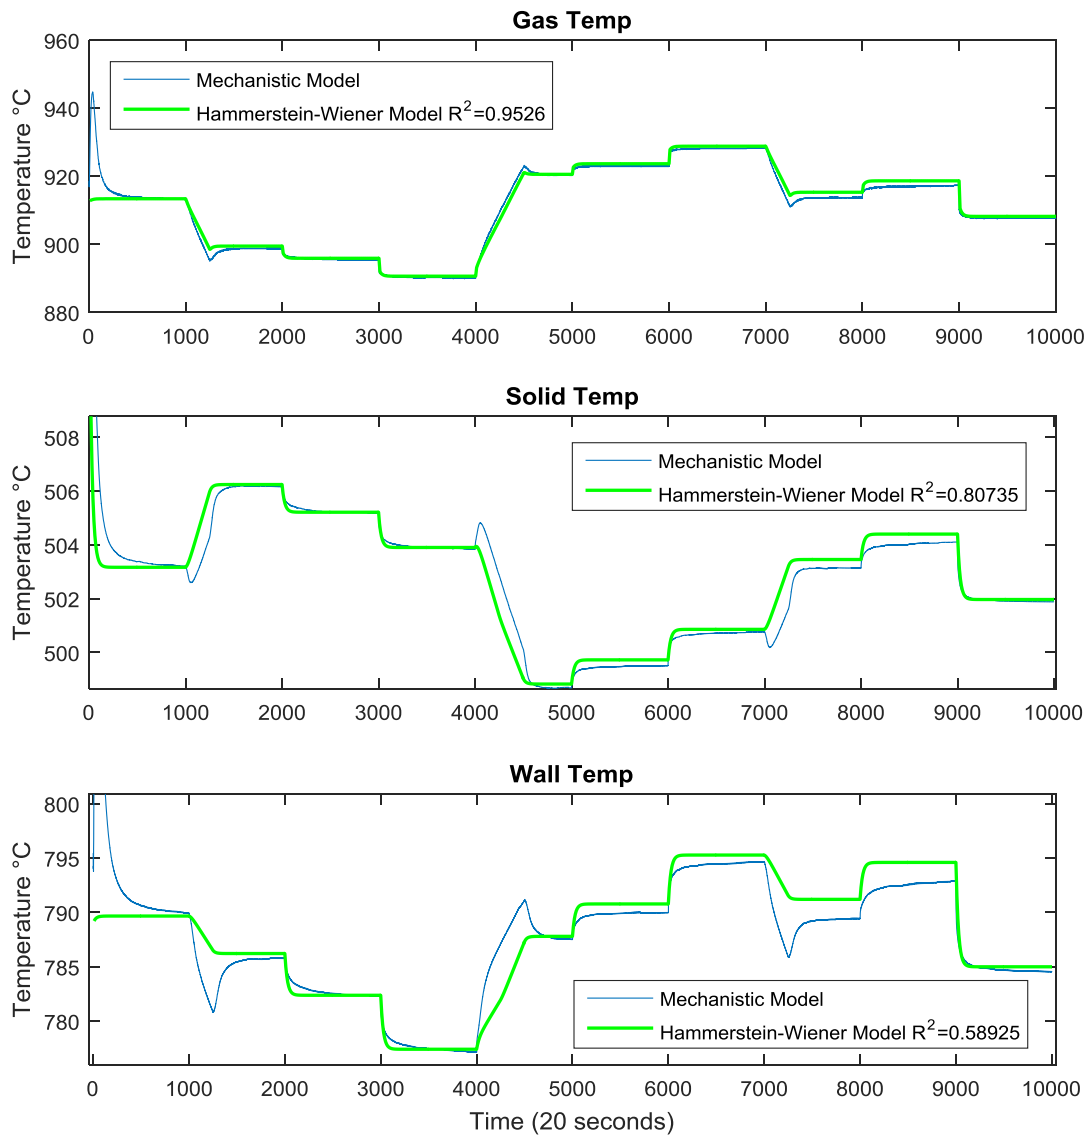 Gas Temp
Temperature °C
960
940
920
900
880
Mechanistic Model
Hammerstein-Wiener Model R²=0.9526
0 1000 2000 3000 4000 5000 6000 7000 8000 9000 10000
Solid Temp
Temperature °C
508
506
504
502
500
Mechanistic Model
Hammerstein-Wiener Model R²=0.80735
0 1000 2000 3000 4000 5000 6000 7000 8000 9000 10000
Wall Temp
Temperature °C
800
795
790
785
780
Mechanistic Model
Hammerstein-Wiener Model R²=0.58925
0 1000 2000 3000 4000 5000 6000 7000 8000 9000 10000
Time (20 seconds)